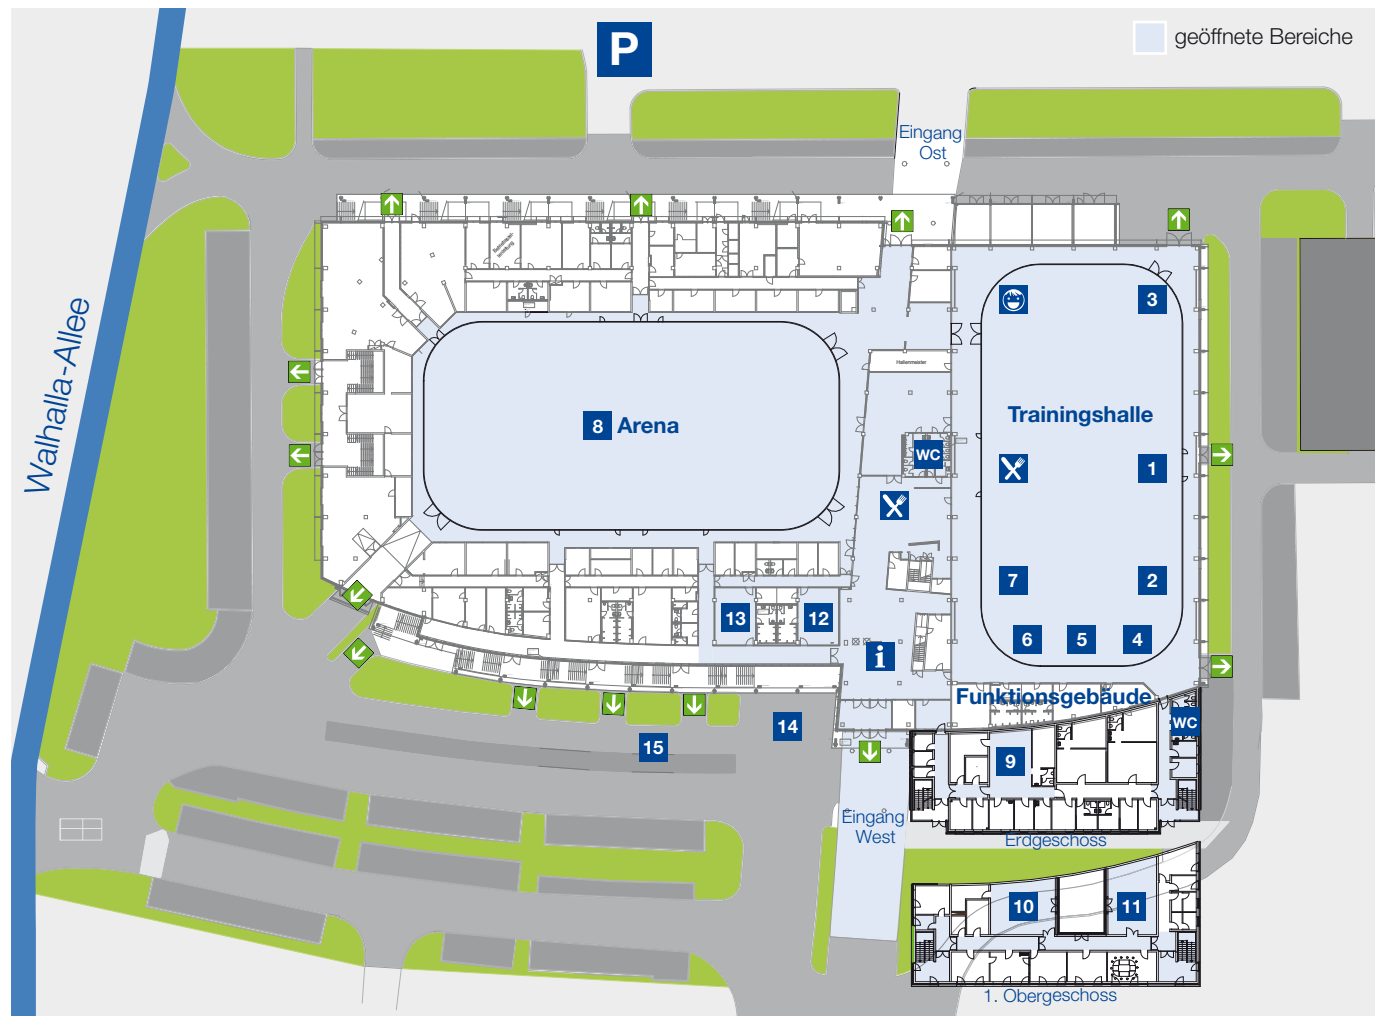 P
geöffnete Bereiche
Eingang
Ost
Walhalla-Allee
3
Hallenmeister
Trainingshalle
8 Arena
WC
1
7
2
13
12
6
5
4
i
Funktionsgebäude
14
WC
15
9
Eingang
West
Erdgeschoss
10
11
1. Obergeschoss